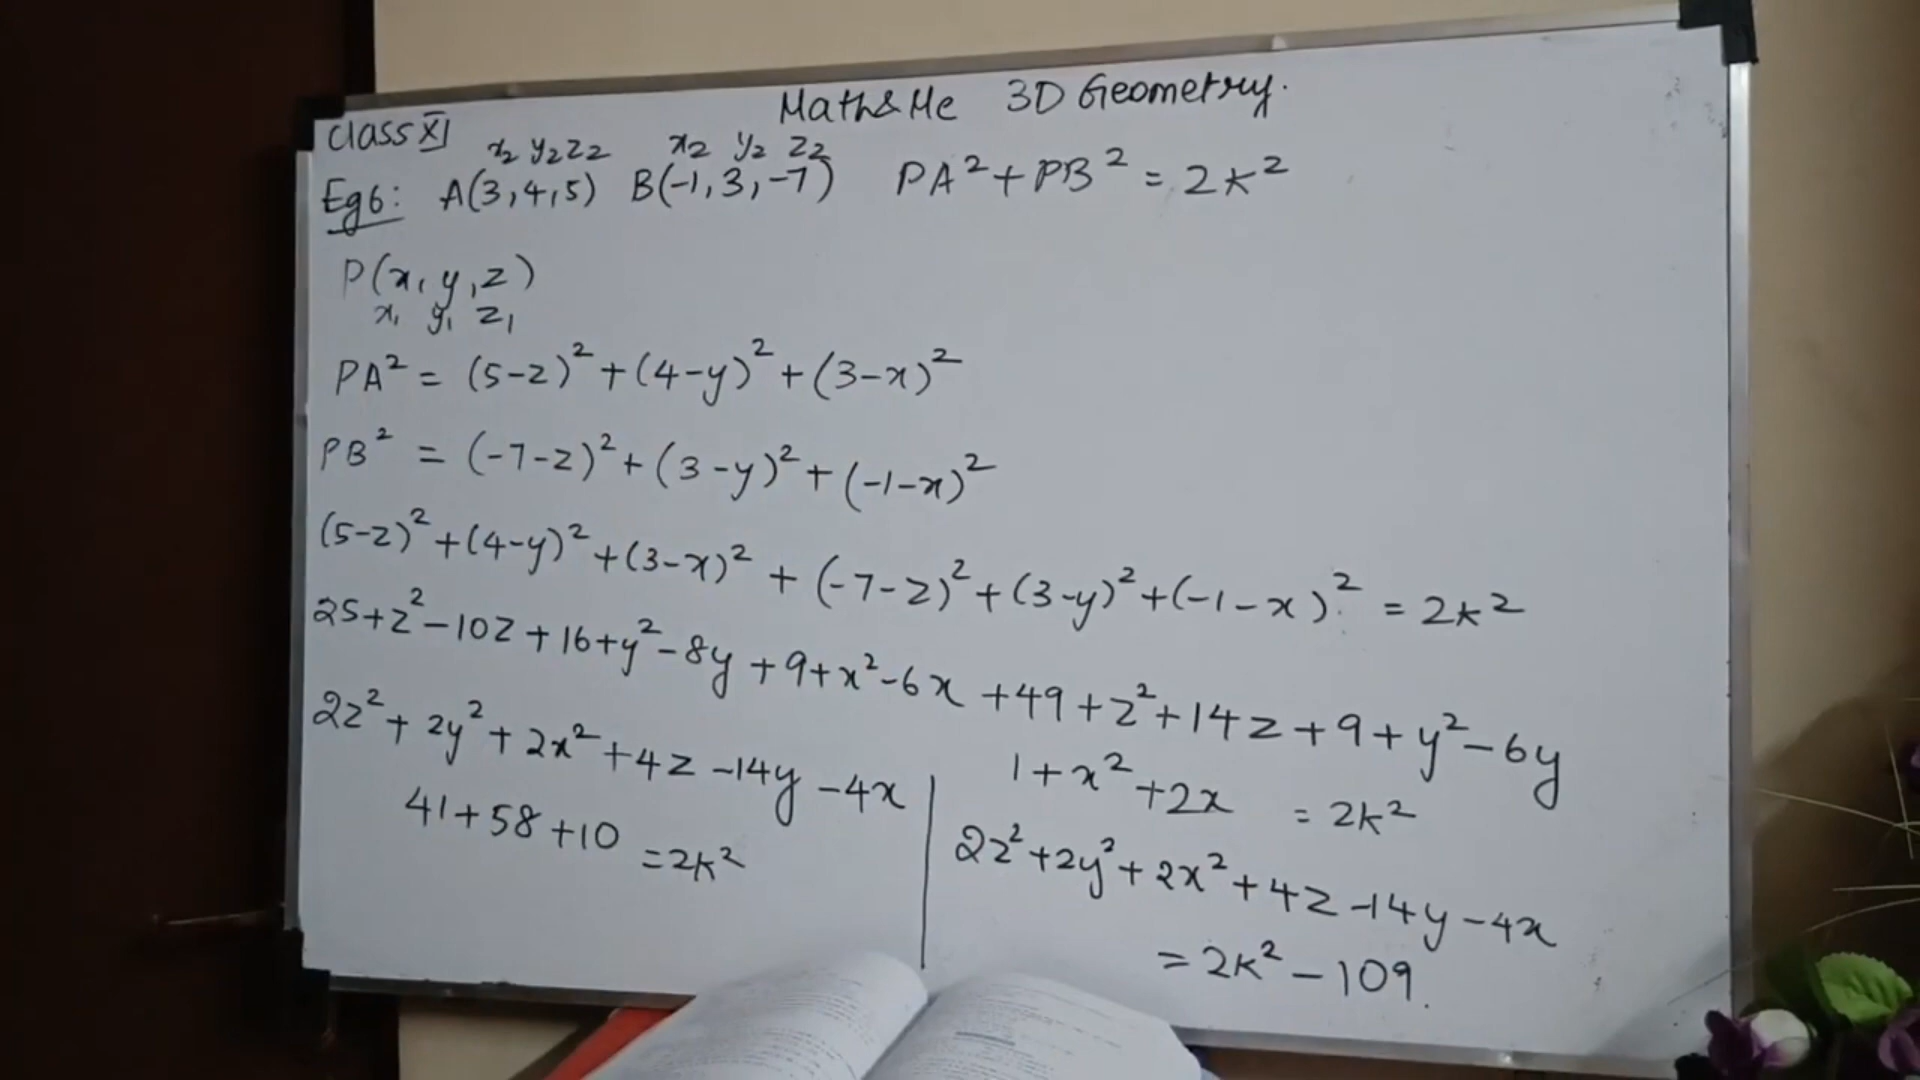 Math&Me 3D Geometry.
Class XI
x2 y2 z2 x2 y2 z2
Eg 6: A(3,4,5) B(-1,3,-7) PA² + PB² = 2k²
P(x, y, z)
x1 y1 z1
PA² = (5-z)² + (4-y)² + (3-x)²
PB² = (-7-z)² + (3-y)² + (-1-x)²
(5-z)² + (4-y)² + (3-x)² + (-7-z)² + (3-y)² + (-1-x)² = 2k²
25+z²-10z+16+y²-8y+9+x²-6x+49+z²+14z+9+y²-6y
1+x²+2x = 2k²
2z²+2y²+2x²+4z-14y-4x
41+58+10 = 2k²
2z²+2y²+2x²+4z-14y-4x
= 2k²-109.